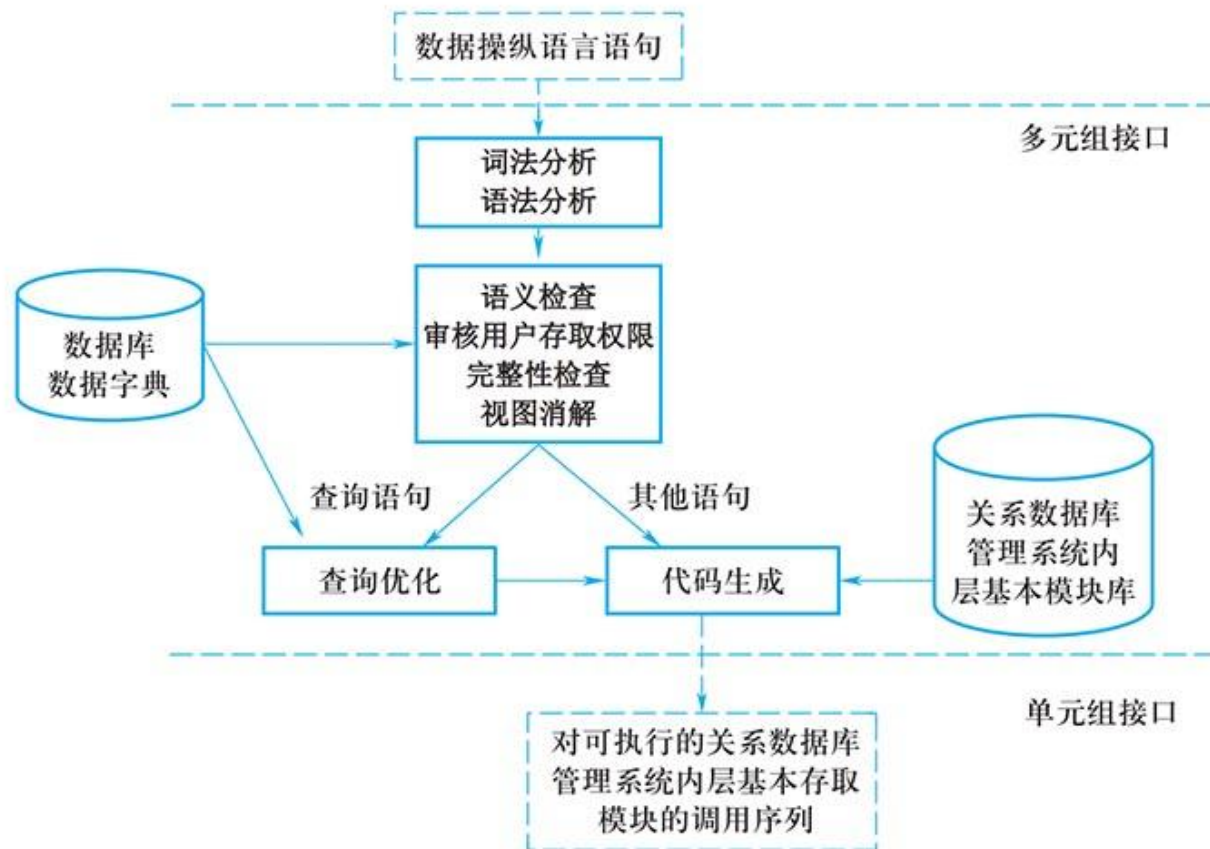 数据操纵语言语句
多元组接口
词法分析
语法分析
语义检查
审核用户存取权限
完整性检查
视图消解
数据库
数据字典
查询语句
其他语句
关系数据库
管理系统内
层基本模块库
查询优化
代码生成
单元组接口
对可执行的关系数据库
管理系统内层基本存取
模块的调用序列